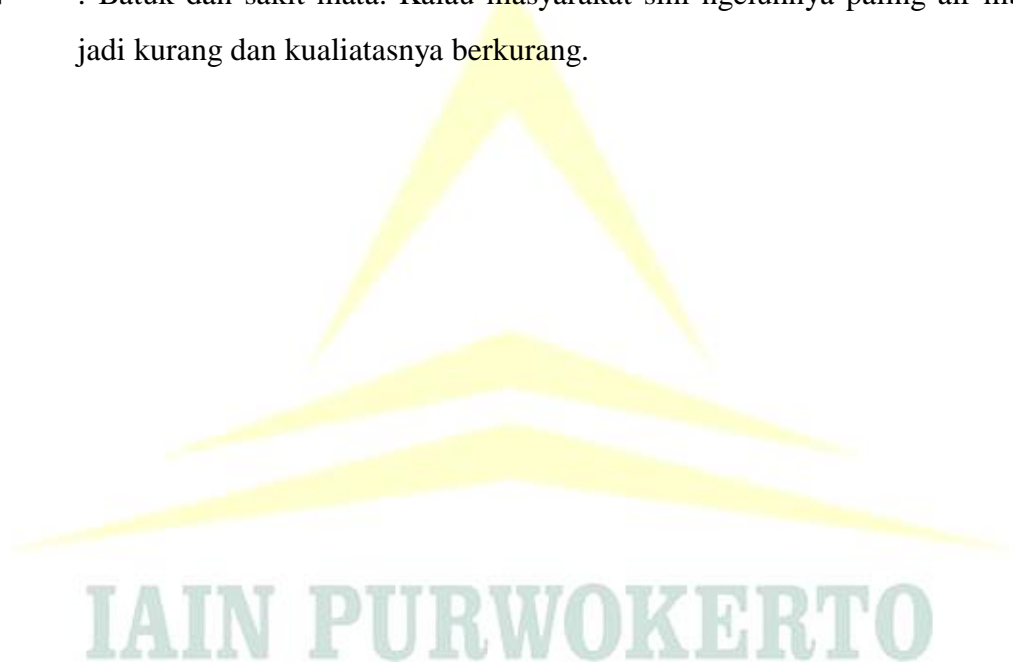 : Batuk dan sakit mata. Kalau masyarakat sini ngeluhnya paling air
jadi kurang dan kualiatasnya berkurang.
IAIN PURWOKERTO